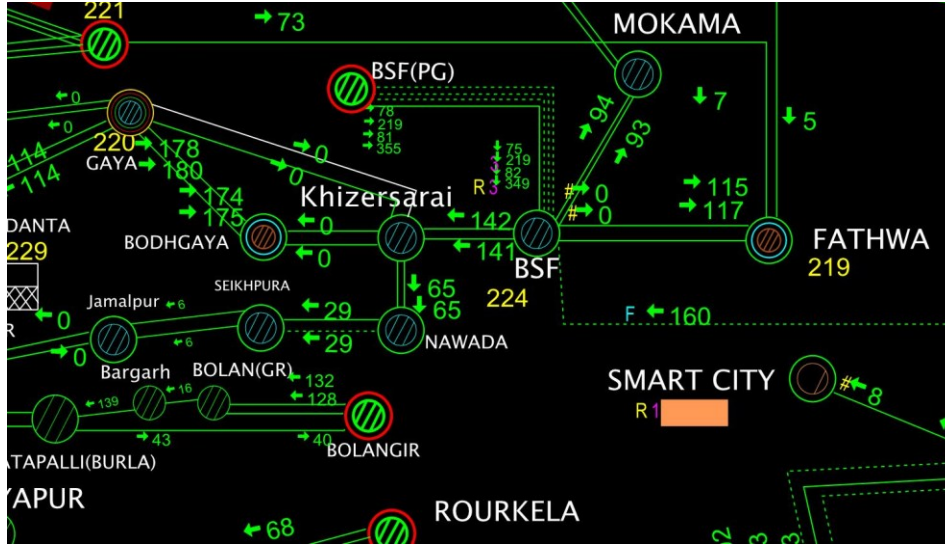 221
→ 73
MOKAMA
BSF(PG)
← 0
← 0
→ 78
→ 219
→ 81
→ 355
→ 94
→ 93
↓ 7
↓ 5
114
114
220
GAYA
→ 178
→ 180
→ 0
→ 0
↓ 75
↓ 219
↓ 82
↓ 349
R 3
→ 174
→ 175
Khizersarai
# → 0
# → 0
→ 115
→ 117
DANTA
229
BODHGAYA
← 0
← 0
← 142
← 141
BSF
224
FATHWA
219
↓ 65
↓ 65
SEIKHPURA
Jamalpur
← 6
← 6
← 29
← 29
NAWADA
F ← 160
← 0
→ 0
R
Bargarh
BOLAN(GR)
← 132
← 128
← 139
← 16
→ 43
→ 40
BOLANGIR
SMART CITY
R 1
# ← 8
ATAPALLI(BURLA)
YAPUR
ROURKELA
← 68